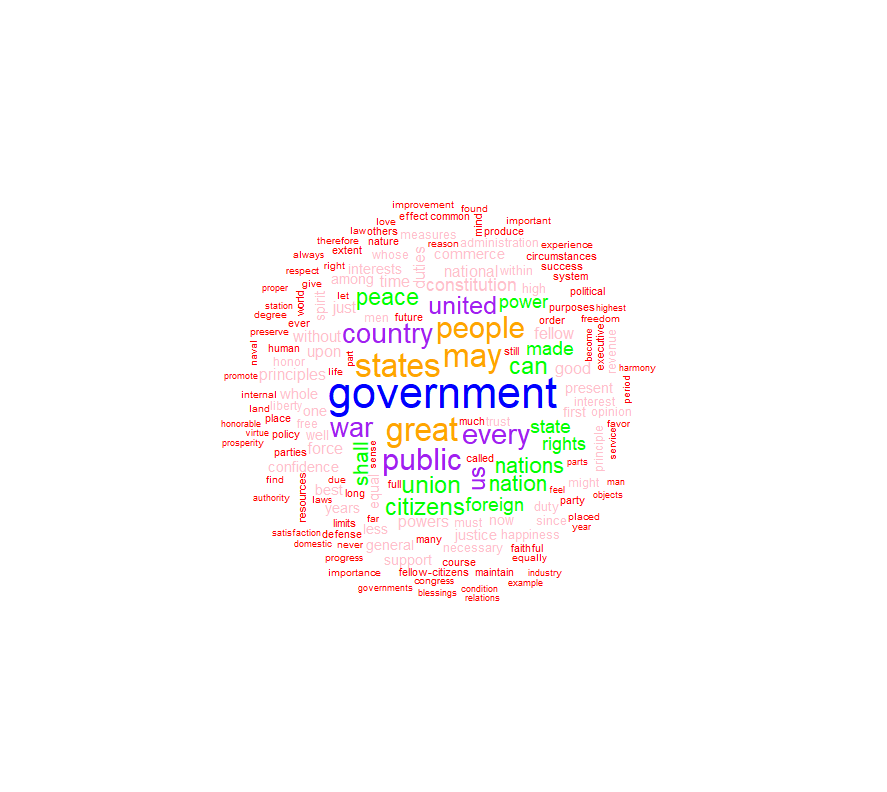 improvement
found
love
effect
common
mind
important
law
others
measures
reason
produce
therefore
nature
administration
experience
extent
whose
duties
commerce
circumstances
always
interests
national
within
success
respect
right
among
time
constitution
high
system
give
proper
world
spirit
let
peace
united
power
political
station
just
purposes
highest
degree
men
future
people
order
freedom
ever
country
fellow
become
executive
revenue
preserve
without
made
naval
human
upon
part
states
may
still
can
good
harmony
honor
life
promote
principles
government
present
period
internal
whole
interest
land
liberty
one
great
much
trust
first
opinion
honorable
place
free
war
every
state
favor
virtue
policy
well
principle
service
prosperity
parties
force
shall
sense
public
called
rights
confidence
nations
parts
find
due
full
us
nation
feel
might
man
resources
best
long
equal
union
objects
authority
laws
years
citizens
foreign
duty
party
limits
far
powers
must
now
since
placed
year
satisfaction
defense
less
justice
happiness
domestic
never
general
many
necessary
faithful
progress
support
course
equally
importance
fellow-citizens
maintain
industry
congress
example
governments
blessings
condition
relations